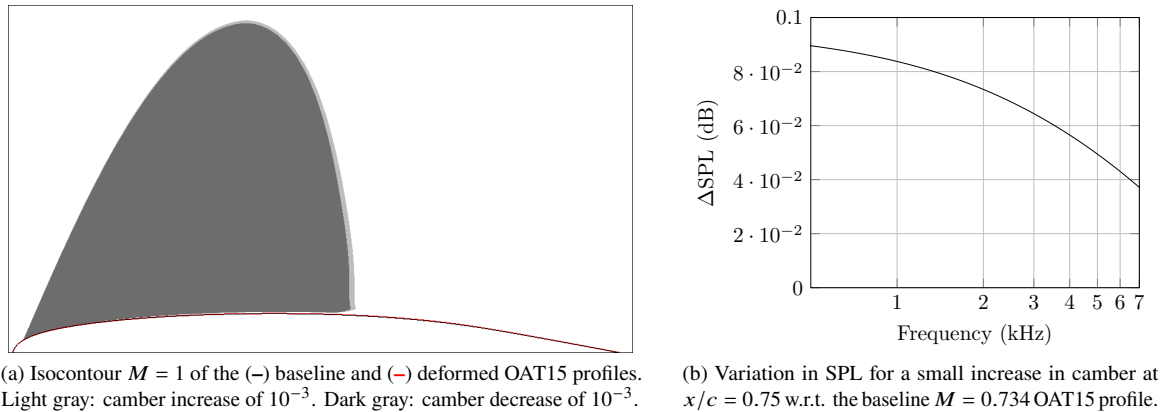 0.1
8 · 10⁻²
6 · 10⁻²
4 · 10⁻²
2 · 10⁻²
0
ΔSPL (dB)
1 2 3 4 5 6 7
Frequency (kHz)
(a) Isocontour M = 1 of the (–) baseline and (–) deformed OAT15 profiles.
Light gray: camber increase of 10⁻³. Dark gray: camber decrease of 10⁻³.
(b) Variation in SPL for a small increase in camber at
x/c = 0.75 w.r.t. the baseline M = 0.734 OAT15 profile.